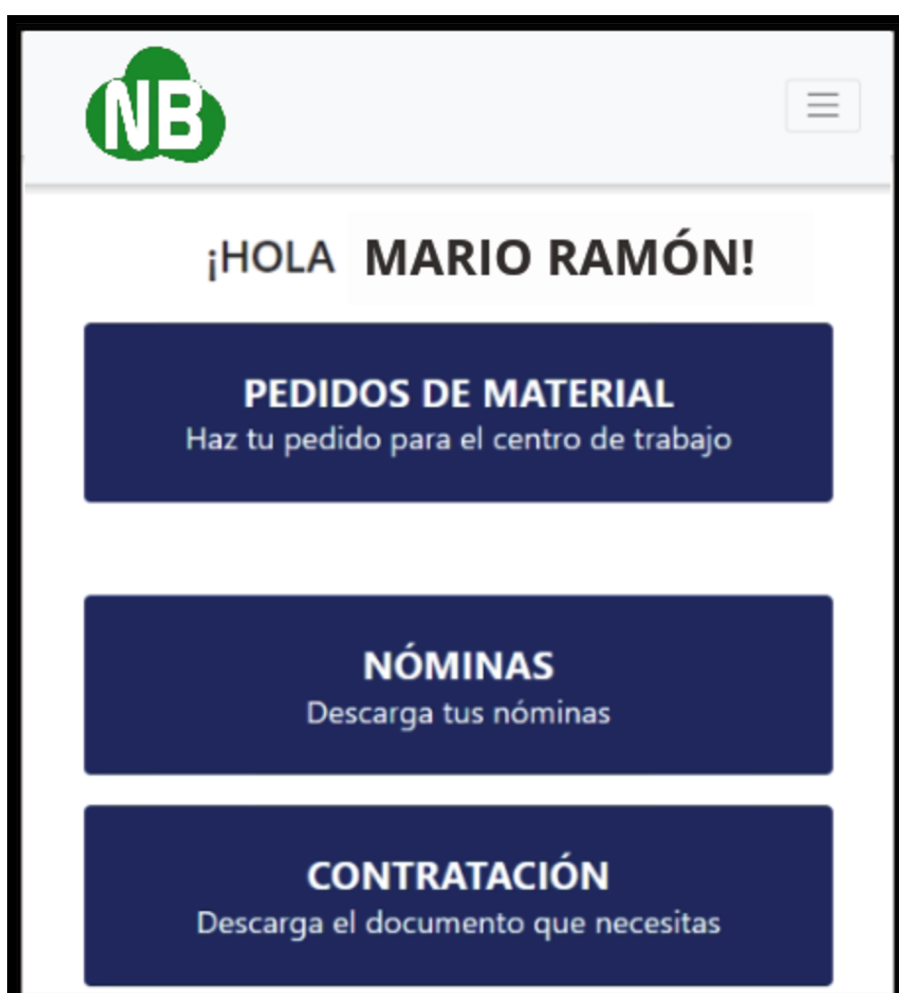 NB
¡HOLA MARIO RAMÓN!
PEDIDOS DE MATERIAL
Haz tu pedido para el centro de trabajo
NÓMINAS
Descarga tus nóminas
CONTRATACIÓN
Descarga el documento que necesitas